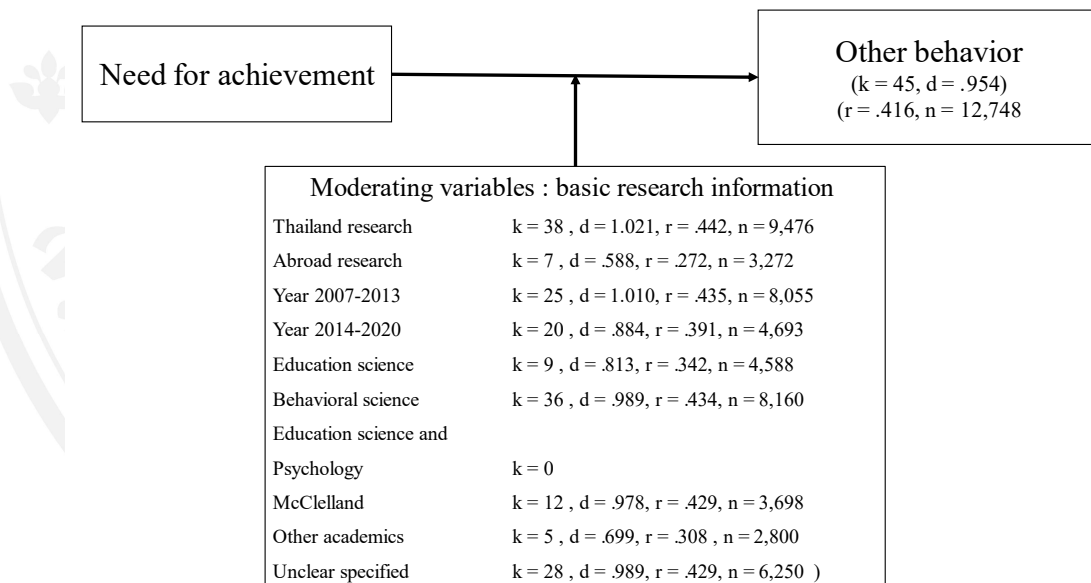 Need for achievement
Other behavior
(k = 45, d = .954)
(r = .416, n = 12,748
Moderating variables : basic research information
Thailand research k = 38 , d = 1.021, r = .442, n = 9,476
Abroad research k = 7 , d = .588, r = .272, n = 3,272
Year 2007-2013 k = 25 , d = 1.010, r = .435, n = 8,055
Year 2014-2020 k = 20 , d = .884, r = .391, n = 4,693
Education science k = 9 , d = .813, r = .342, n = 4,588
Behavioral science k = 36 , d = .989, r = .434, n = 8,160
Education science and
Psychology k = 0
McClelland k = 12 , d = .978, r = .429, n = 3,698
Other academics k = 5 , d = .699, r = .308 , n = 2,800
Unclear specified k = 28 , d = .989, r = .429, n = 6,250 )